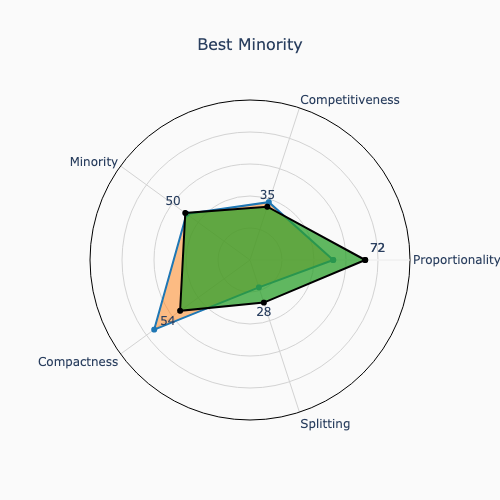 Best Minority
Competitiveness
Minority
50
35
72
Proportionality
54
28
Compactness
Splitting